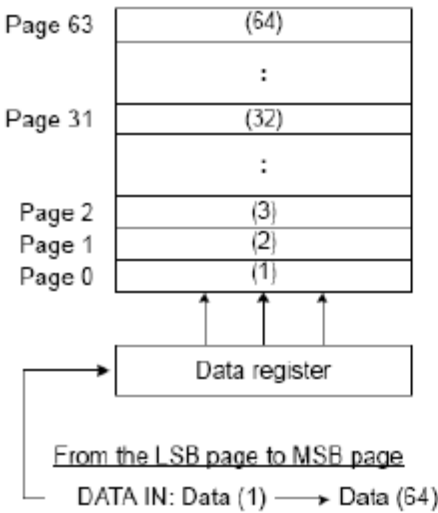 Page 63 (64)
:
Page 31 (32)
:
Page 2 (3)
Page 1 (2)
Page 0 (1)
Data register
From the LSB page to MSB page
DATA IN: Data (1) → Data (64)